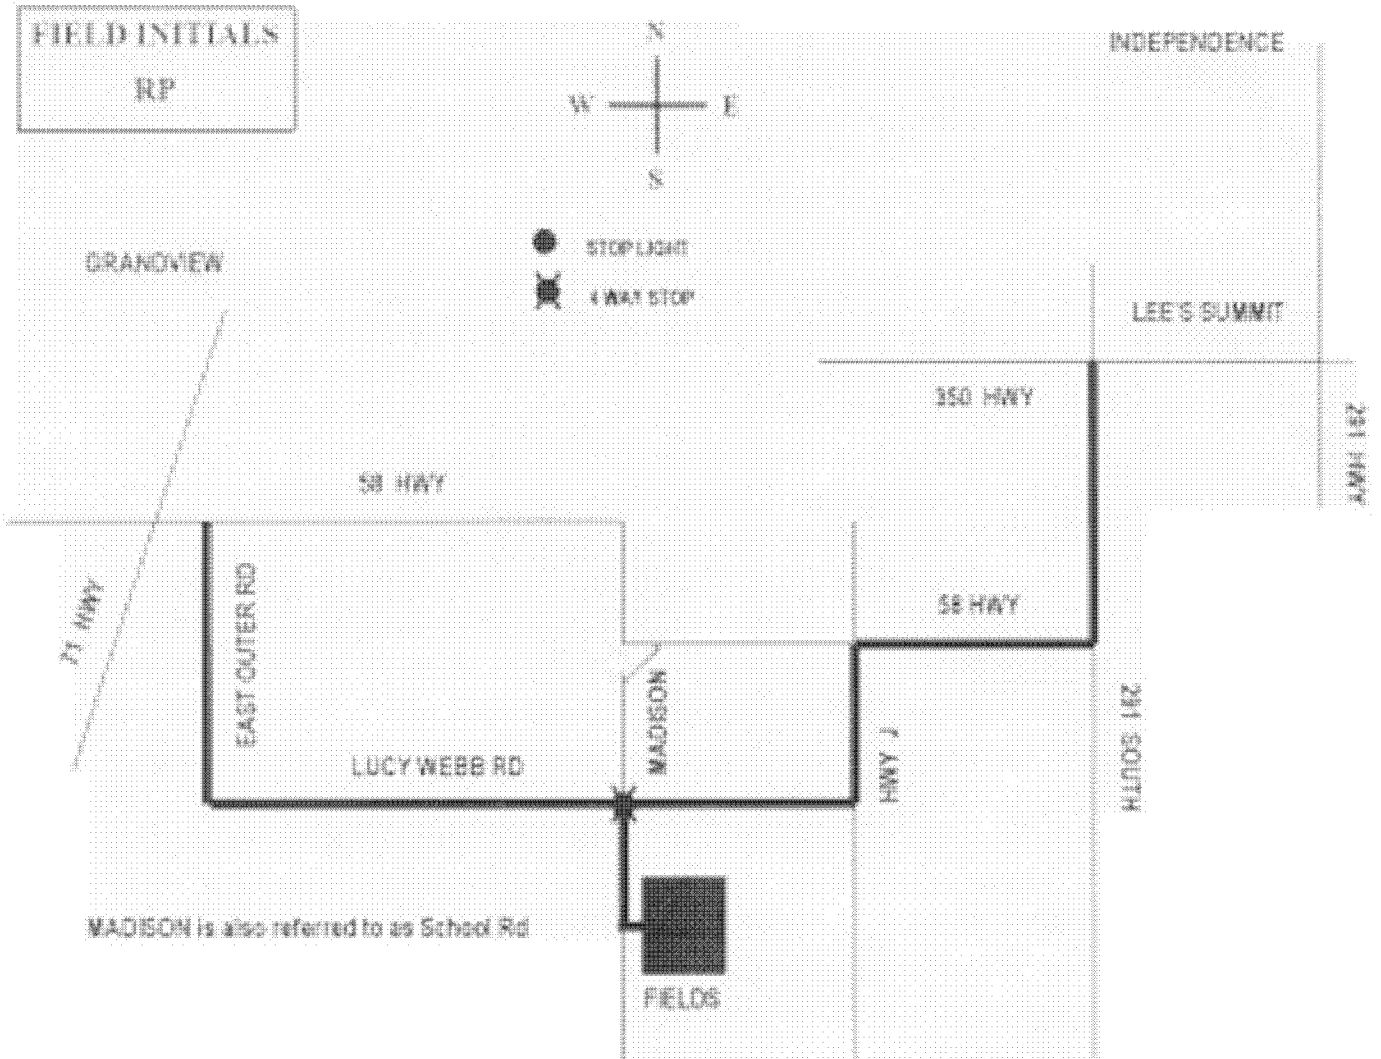 FIELD INITIALS
RP
N
W E
S
INDEPENDENCE
STOP LIGHT
4 WAY STOP
GRANDVIEW
LEE'S SUMMIT
350 HWY
291 HWY
58 HWY
71 HWY
EAST OUTER RD
58 HWY
MADISON
LUCY WEBB RD
HWY
291 SOUTH
MADISON is also referred to as School Rd
FIELDS